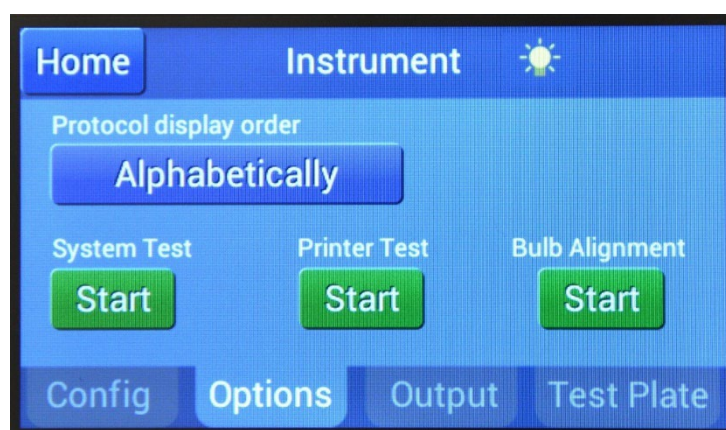 Home Instrument
Protocol display order
Alphabetically
System Test Printer Test Bulb Alignment
Start Start Start
Config Options Output Test Plate